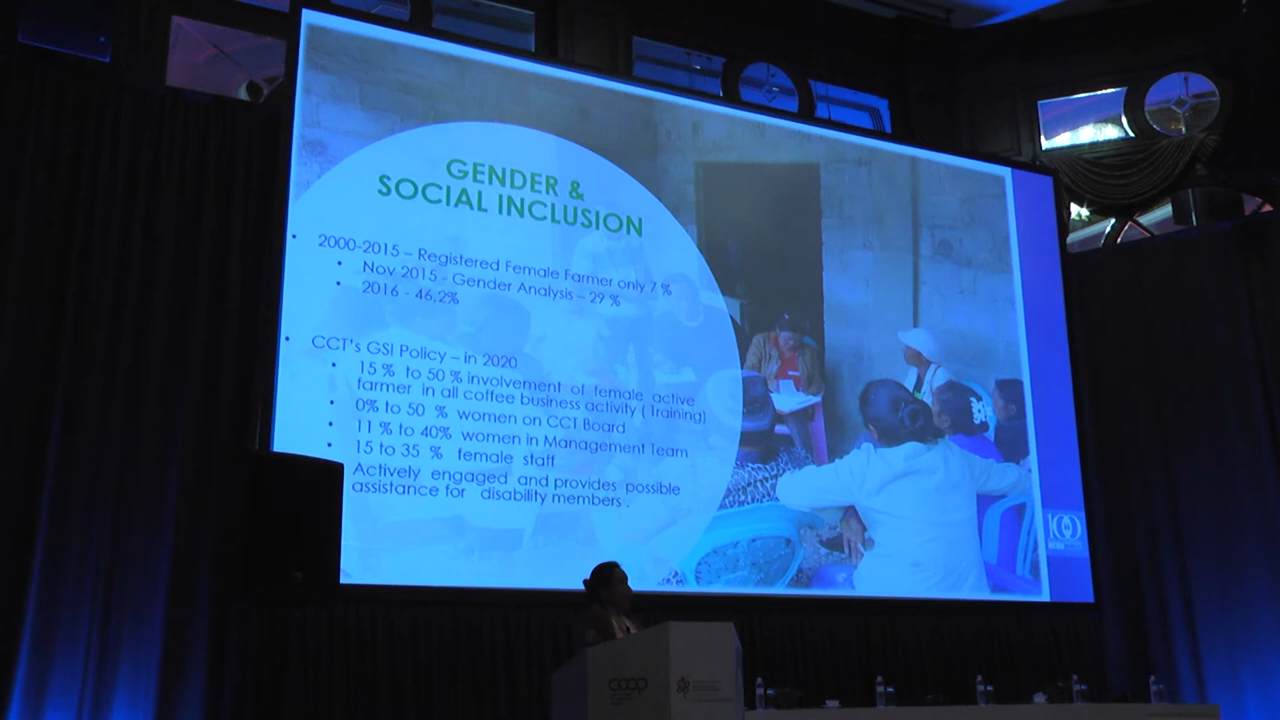 GENDER &
SOCIAL INCLUSION
• 2000-2015 – Registered Female Farmer only 7 %
• Nov 2015 - Gender Analysis – 29 %
• 2016 - 46,2%
• CCT's GSI Policy – in 2020
• 15 % to 50 % involvement of female active
farmer in all coffee business activity ( Training)
• 0% to 50 % women on CCT Board
• 11 % to 40% women in Management Team
• 15 to 35 % female staff
Actively engaged and provides possible
assistance for disability members .
100
coop